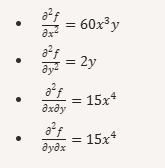 • ∂²f/∂x² = 60x³y
• ∂²f/∂y² = 2y
• ∂²f/∂x∂y = 15x⁴
• ∂²f/∂y∂x = 15x⁴